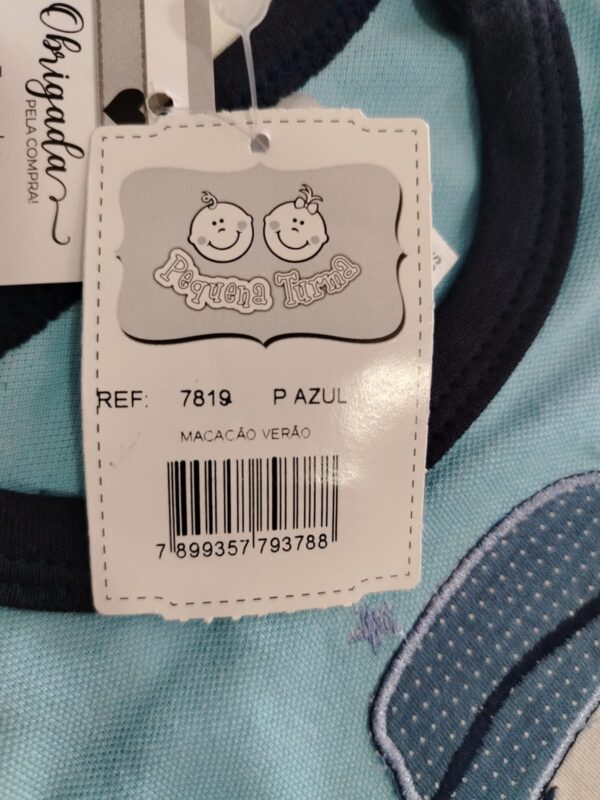 Obrigada
PELA COMPRA!
Pequena Turma
REF: 7819 P AZUL
MACACÃO VERÃO
7 899357 793788